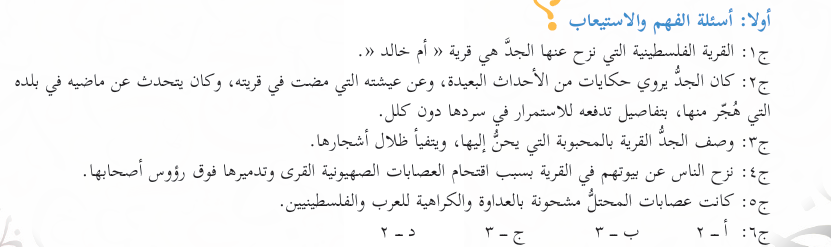 أولا: أسئلة الفهم والاستيعاب
ج١: القرية الفلسطينية التي نزح عنها الجدَّ هي قرية « أم خالد ».
ج٢: كان الجدُّ يروي حكايات من الأحداث البعيدة، وعن عيشته التي مضت في قريته، وكان يتحدث عن ماضيه في بلده
التي هُجّر منها، بتفاصيل تدفعه للاستمرار في سردها دون كلل.
ج٣: وصف الجدُّ القرية بالمحبوبة التي يحنُّ إليها، ويتفيأ ظلال أشجارها.
ج٤: نزح الناس عن بيوتهم في القرية بسبب اقتحام العصابات الصهيونية القرى وتدميرها فوق رؤوس أصحابها.
ج٥: كانت عصابات المحتلُّ مشحونة بالعداوة والكراهية للعرب والفلسطينيين.
ج٦: أ – ٢ ب – ٣ ج – ٣ د – ٢